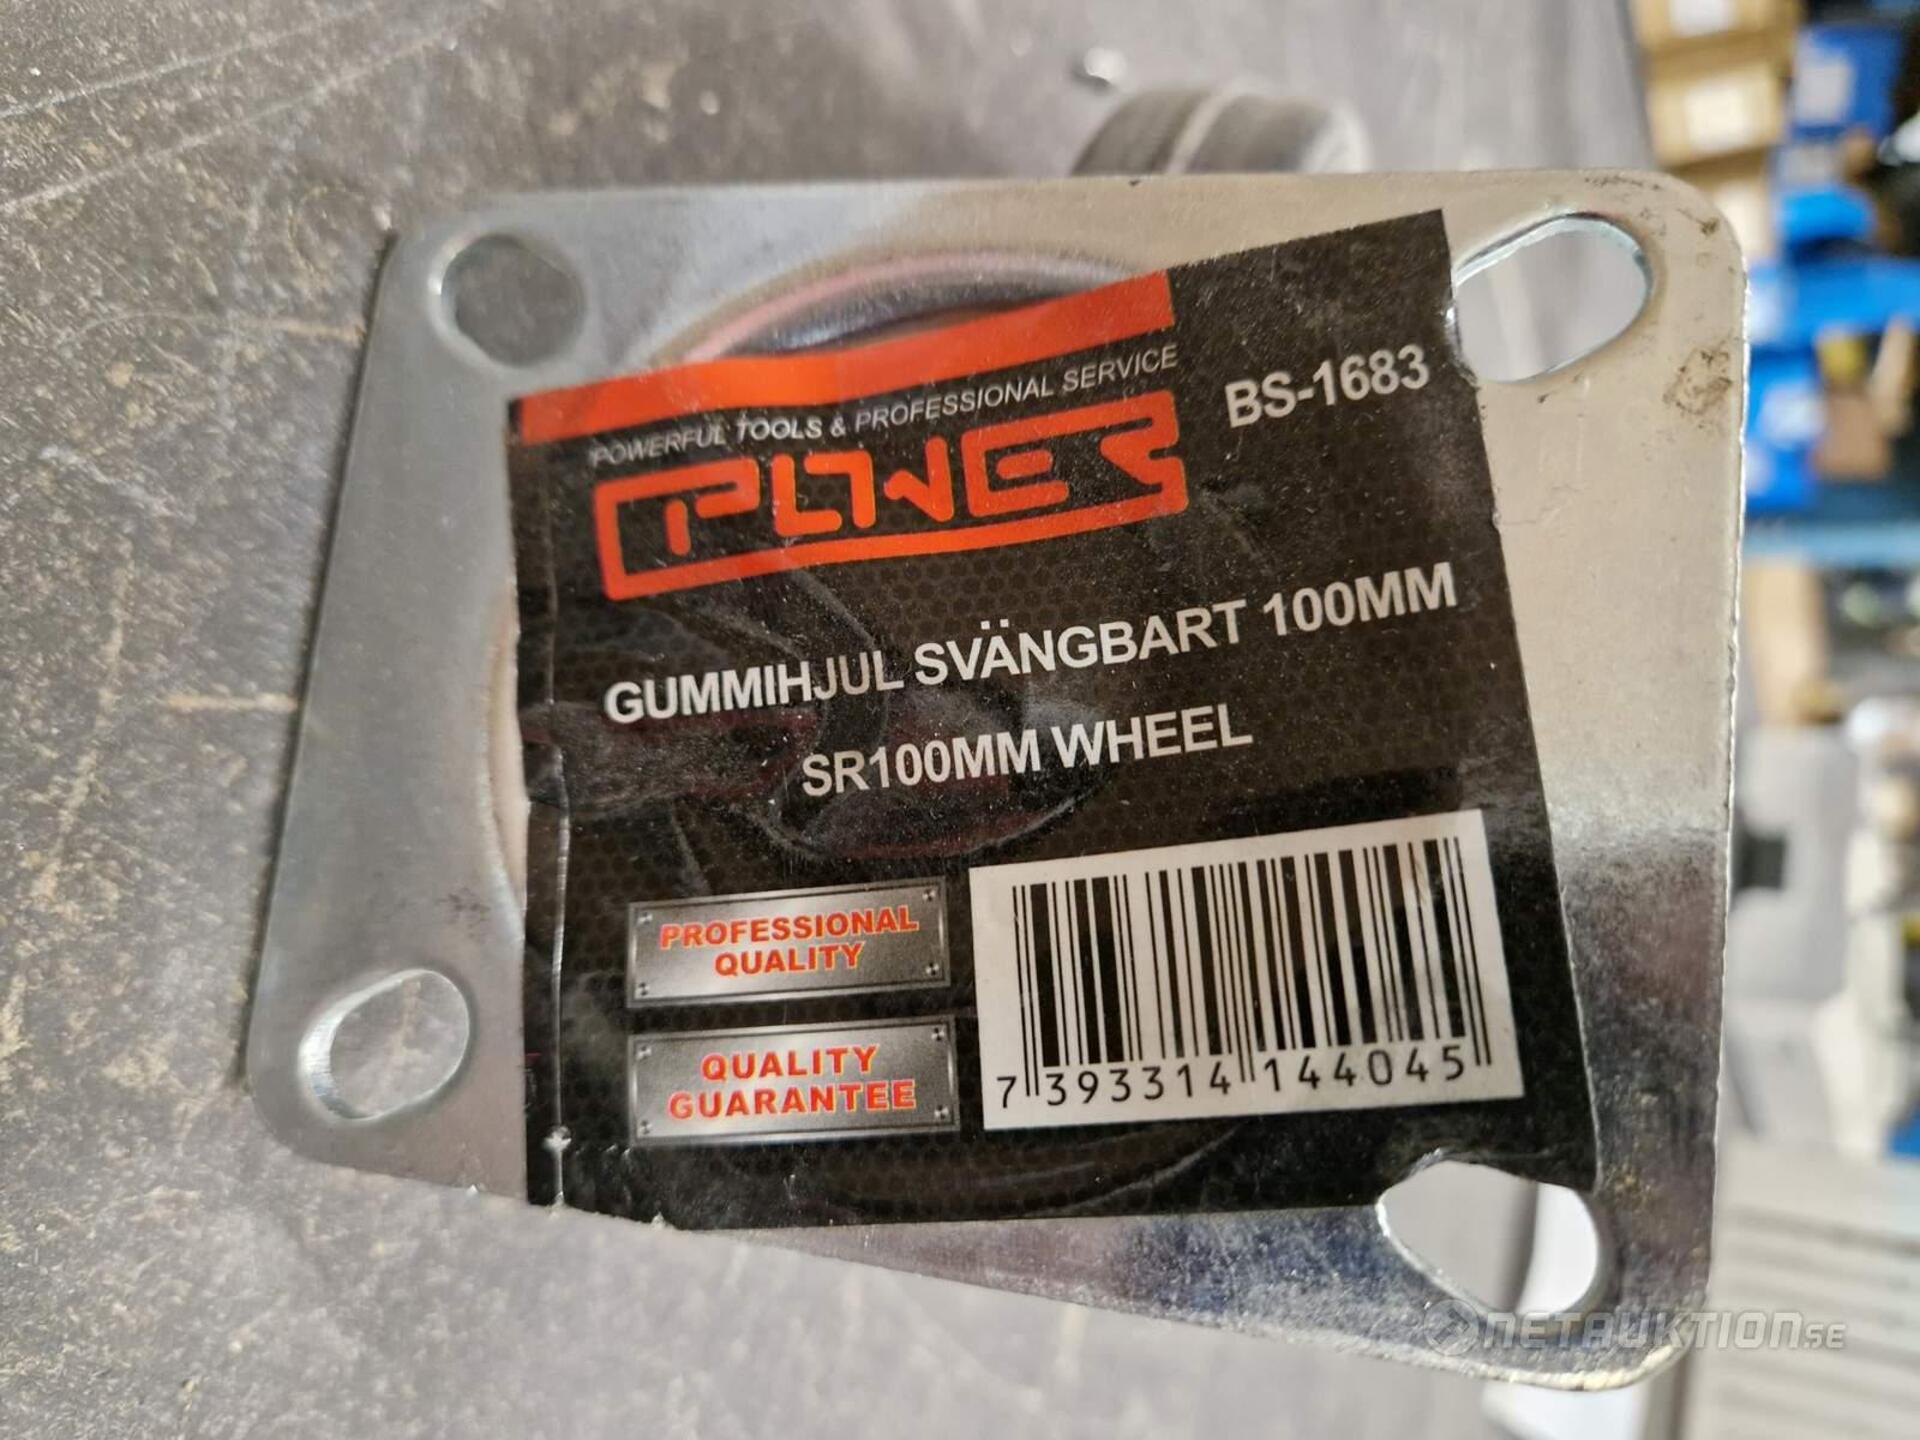 POWERFUL TOOLS & PROFESSIONAL SERVICE
POWER
BS-1683
GUMMIHJUL SVÄNGBART 100MM
SR100MM WHEEL
PROFESSIONAL
QUALITY
QUALITY
GUARANTEE
7 393314 144045
NETAUKTION.SE